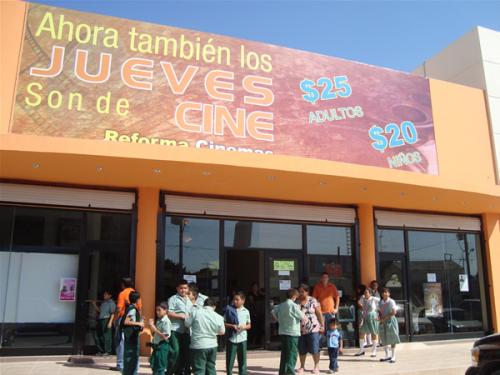 Ahora también los
JUEVES
Son de
CINE
Reforma Cinemas
$25
ADULTOS
$20
NIÑOS